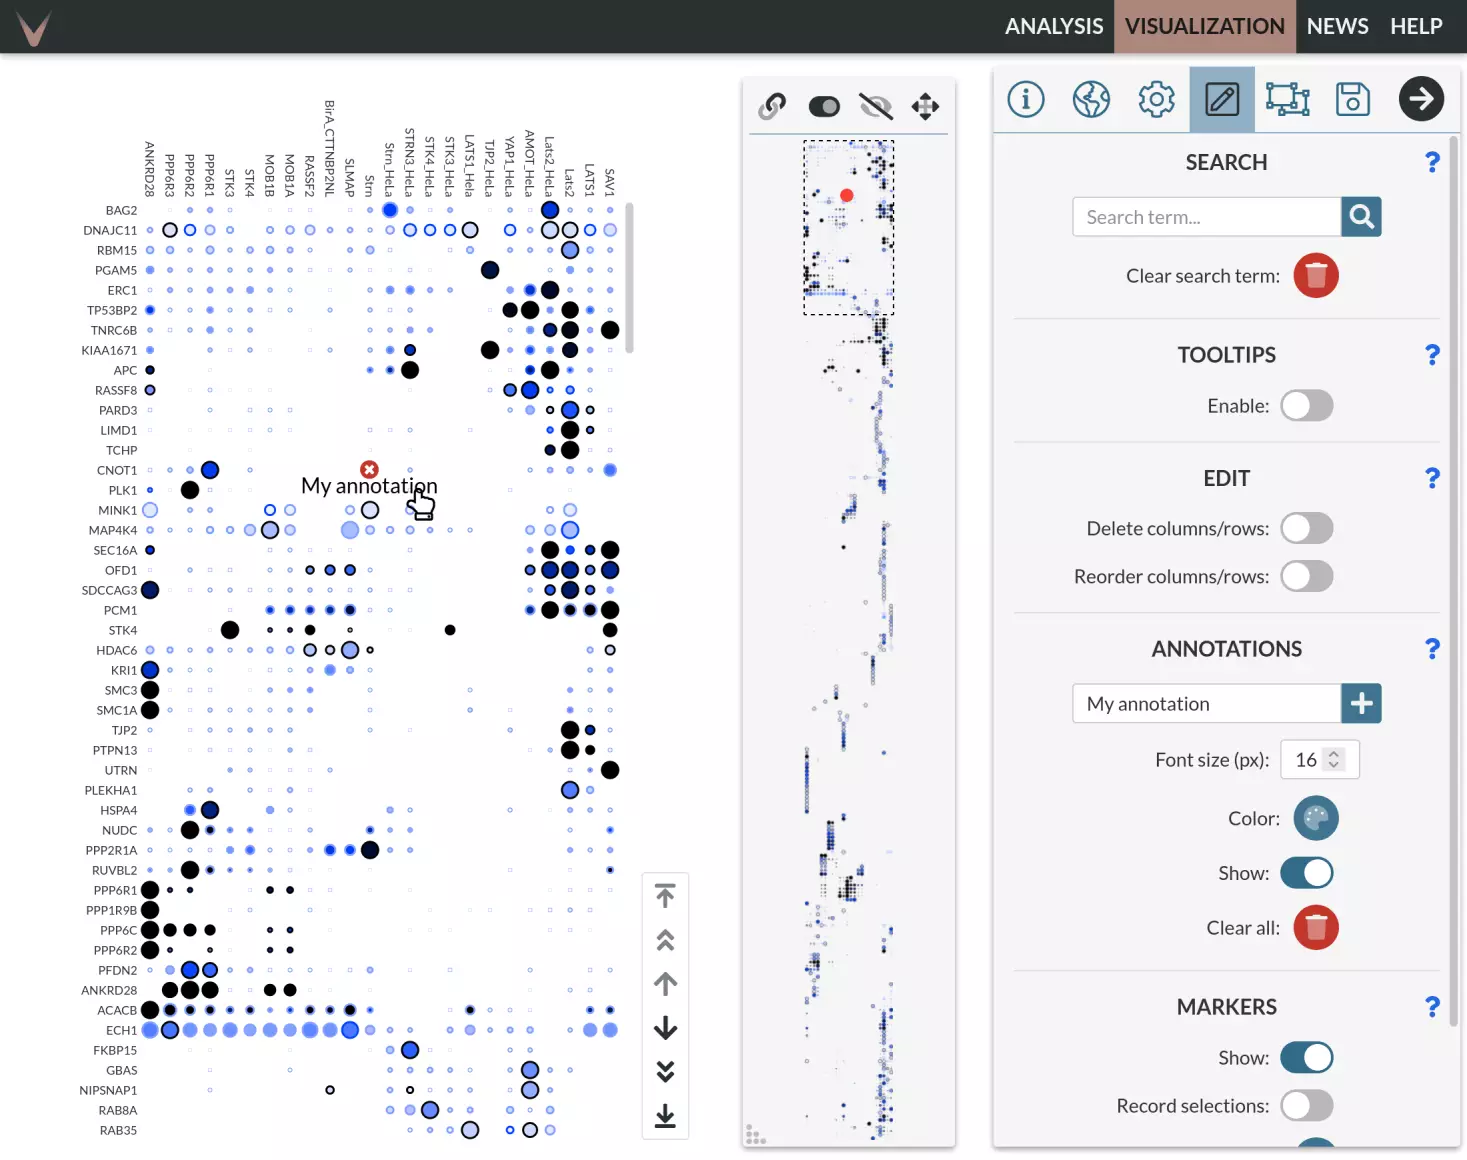 ANALYSIS VISUALIZATION NEWS HELP
ANKRD28 PPP6R3 PPP6R2 PPP6R1 STK3 STK4 MOB1B MOB1A RASSF2 BirA_CTTNBP2NL SLMAP Strn Strn_HeLa STRN3_HeLa STK4_HeLa STK3_HeLa LATS1_Hela TJP2_HeLa YAP1_HeLa AMOT_HeLa Lats2_HeLa Lats2 LATS1 SAV1
BAG2
DNAJC11
RBM15
PGAM5
ERC1
TP53BP2
TNRC6B
KIAA1671
APC
RASSF8
PARD3
LIMD1
TCHP
CNOT1
PLK1
MINK1
MAP4K4
SEC16A
OFD1
SDCCAG3
PCM1
STK4
HDAC6
KRI1
SMC3
SMC1A
TJP2
PTPN13
UTRN
PLEKHA1
HSPA4
NUDC
PPP2R1A
RUVBL2
PPP6R1
PPP1R9B
PPP6C
PPP6R2
PFDN2
ANKRD28
ACACB
ECH1
FKBP15
GBAS
NIPSNAP1
RAB8A
RAB35
My annotation
SEARCH ?
Search term...
Clear search term:
TOOLTIPS ?
Enable:
EDIT ?
Delete columns/rows:
Reorder columns/rows:
ANNOTATIONS ?
My annotation
Font size (px): 16
Color:
Show:
Clear all:
MARKERS ?
Show:
Record selections: